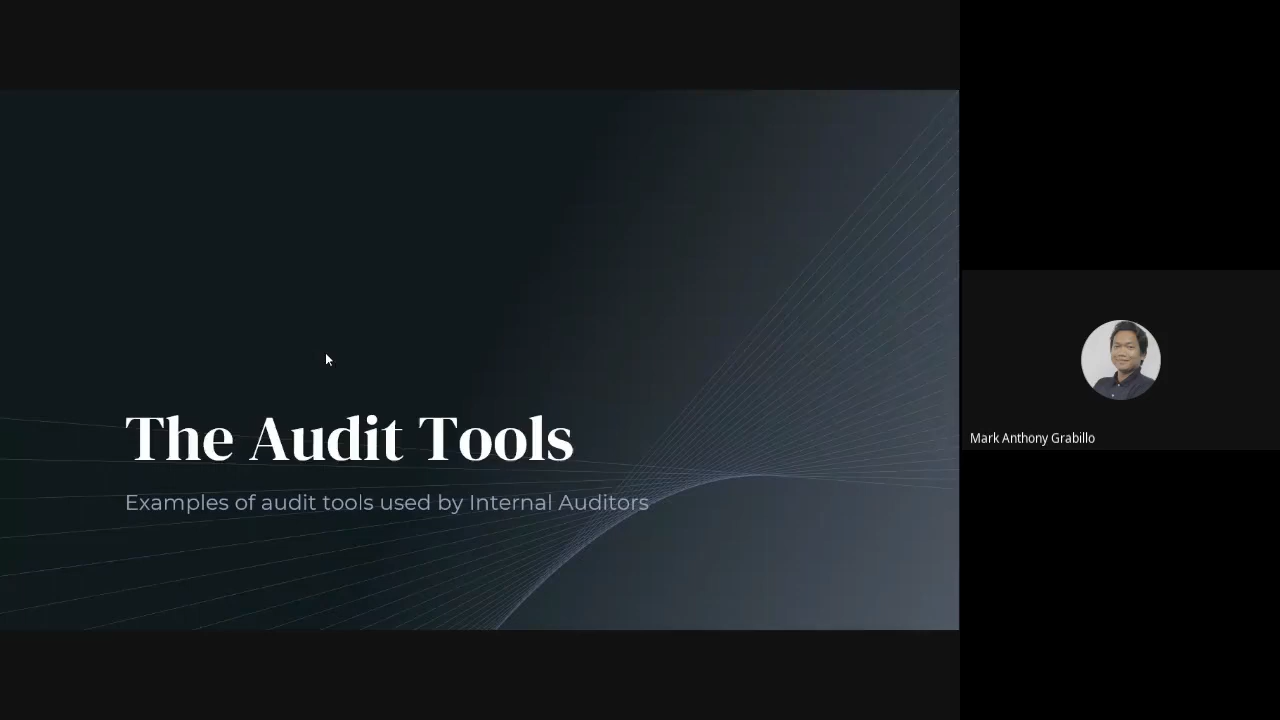 The Audit Tools
Examples of audit tools used by Internal Auditors
Mark Anthony Grabillo